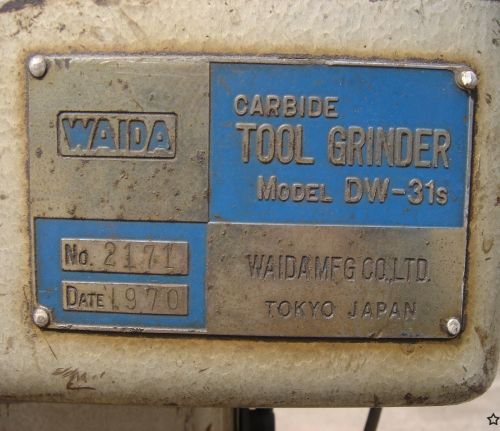 WAIDA
CARBIDE
TOOL GRINDER
MODEL DW-31S
No. 2171
DATE 1970
WAIDA MFG CO., LTD.
TOKYO JAPAN